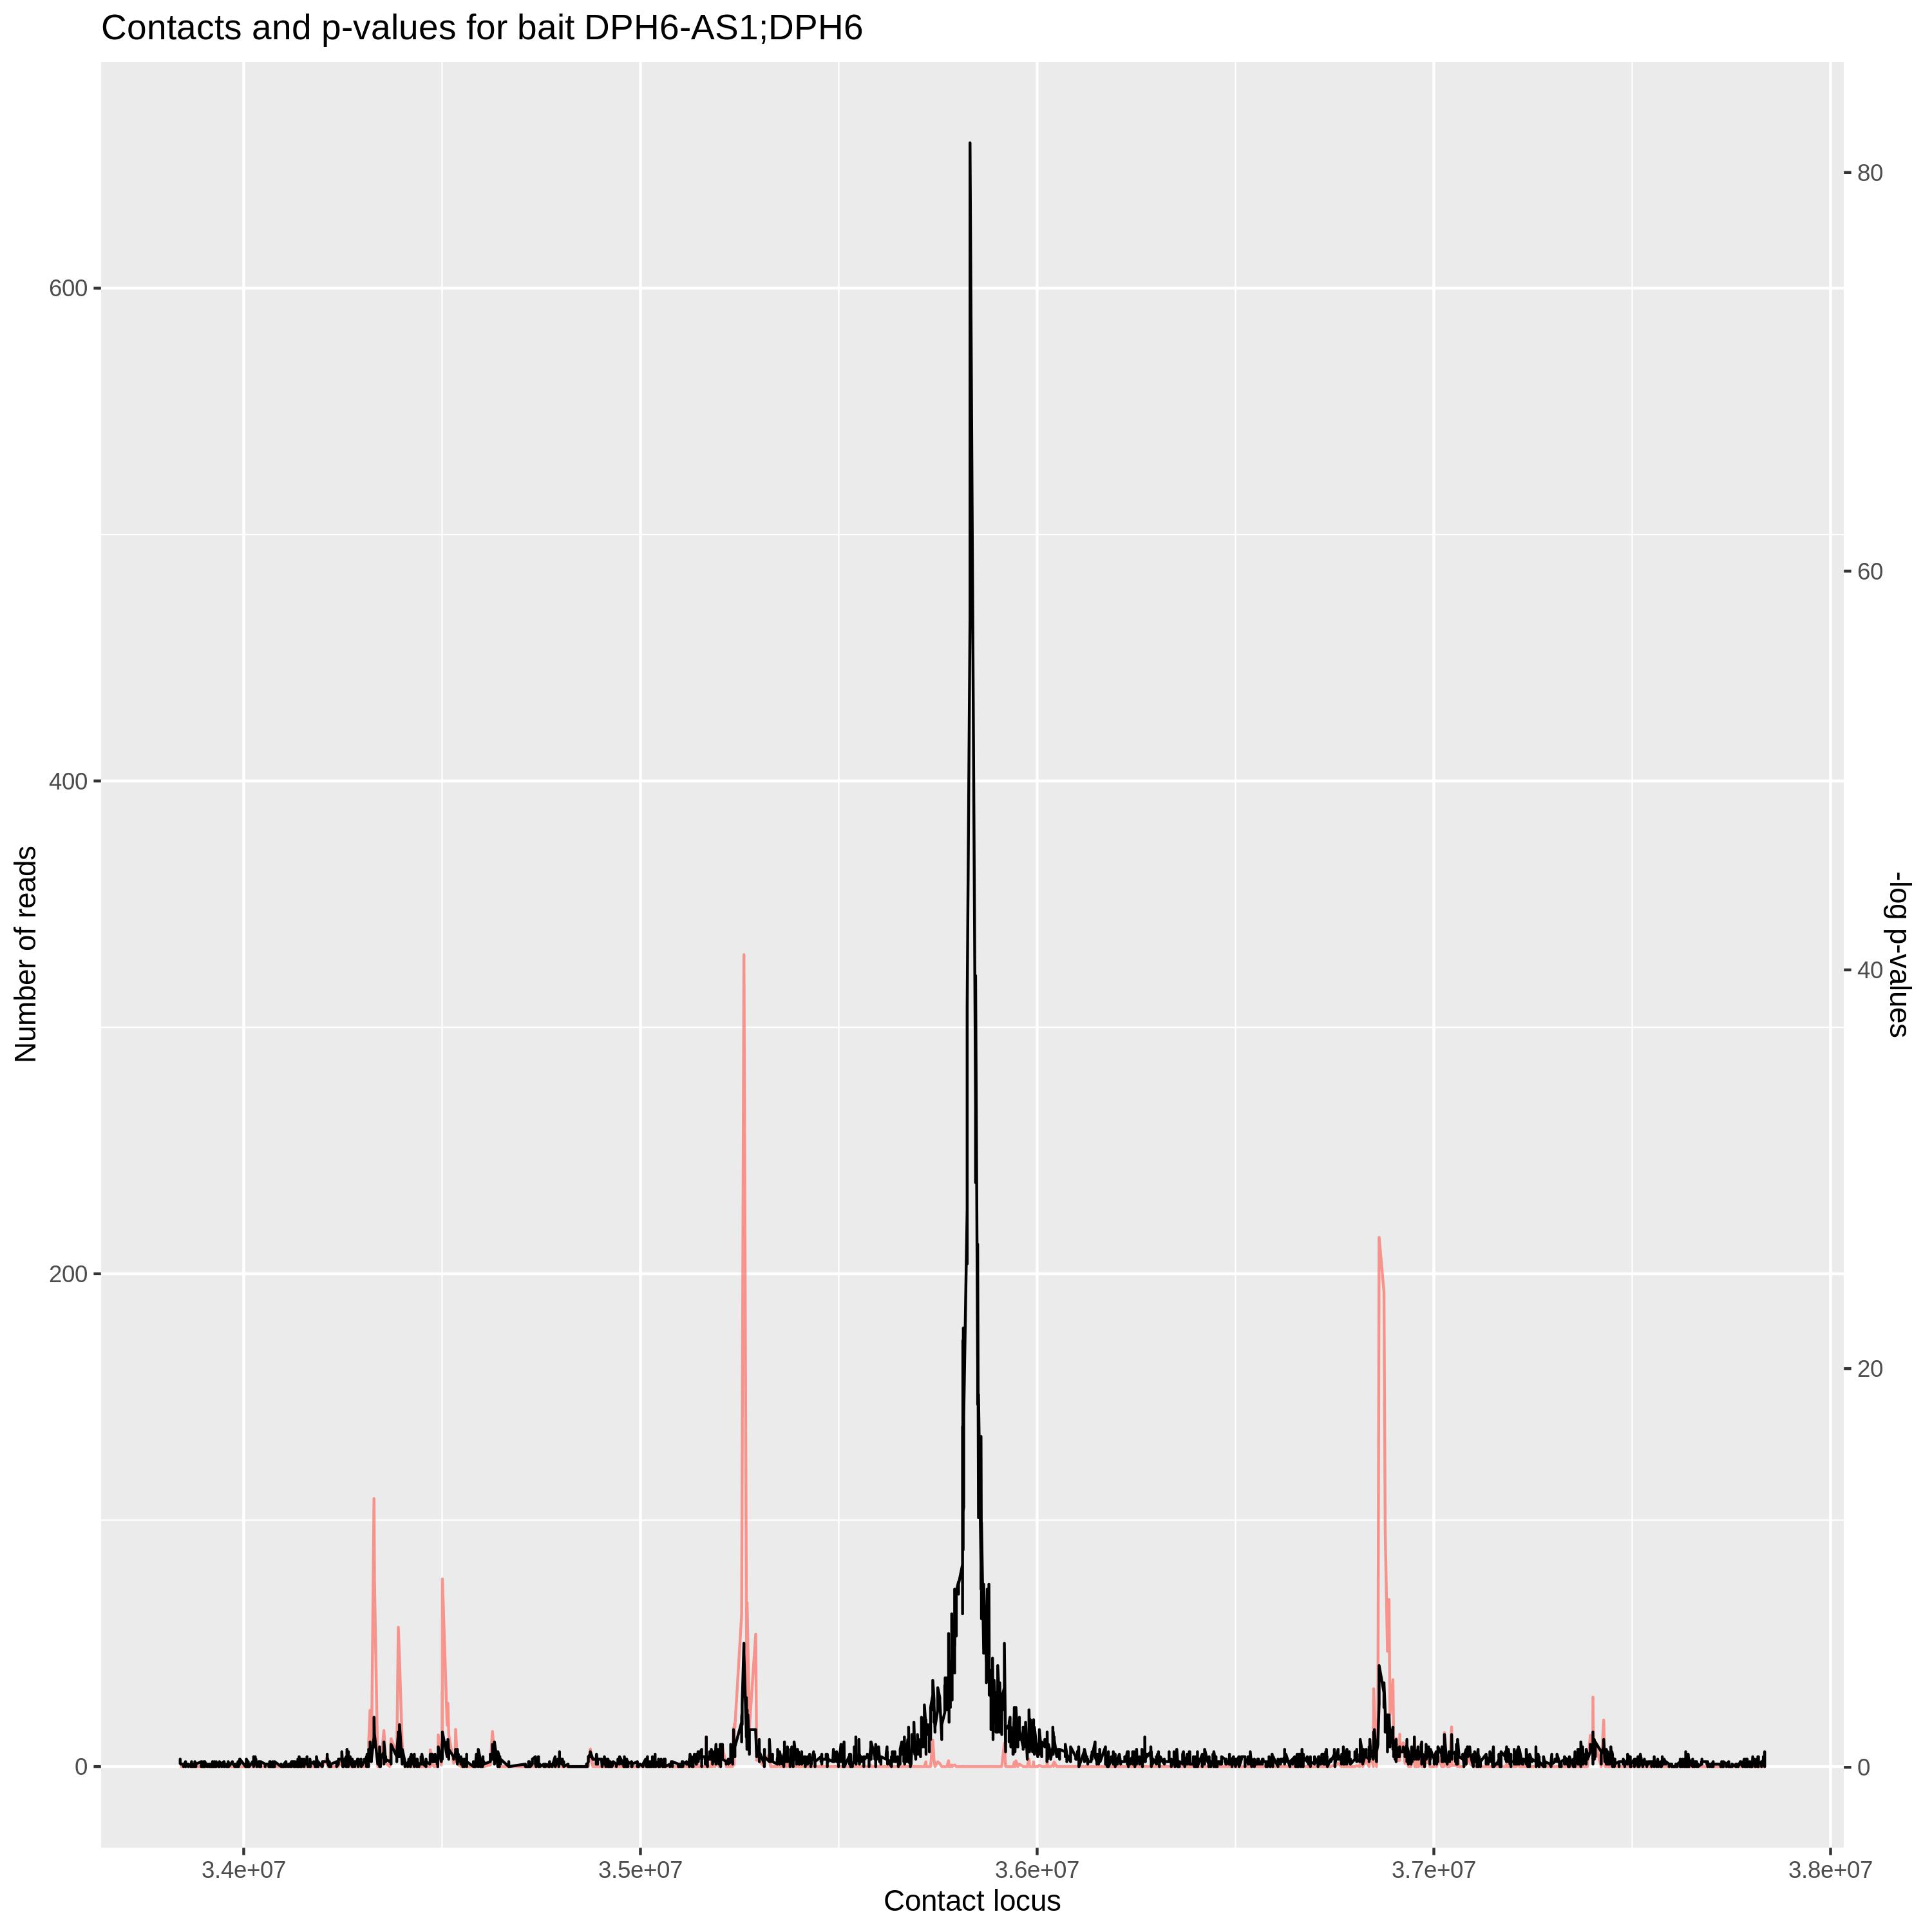 Contacts and p-values for bait DPH6-AS1;DPH6
600
400
200
0
Number of reads
80
60
40
20
0
-log p-values
3.4e+07
3.5e+07
3.6e+07
3.7e+07
3.8e+07
Contact locus